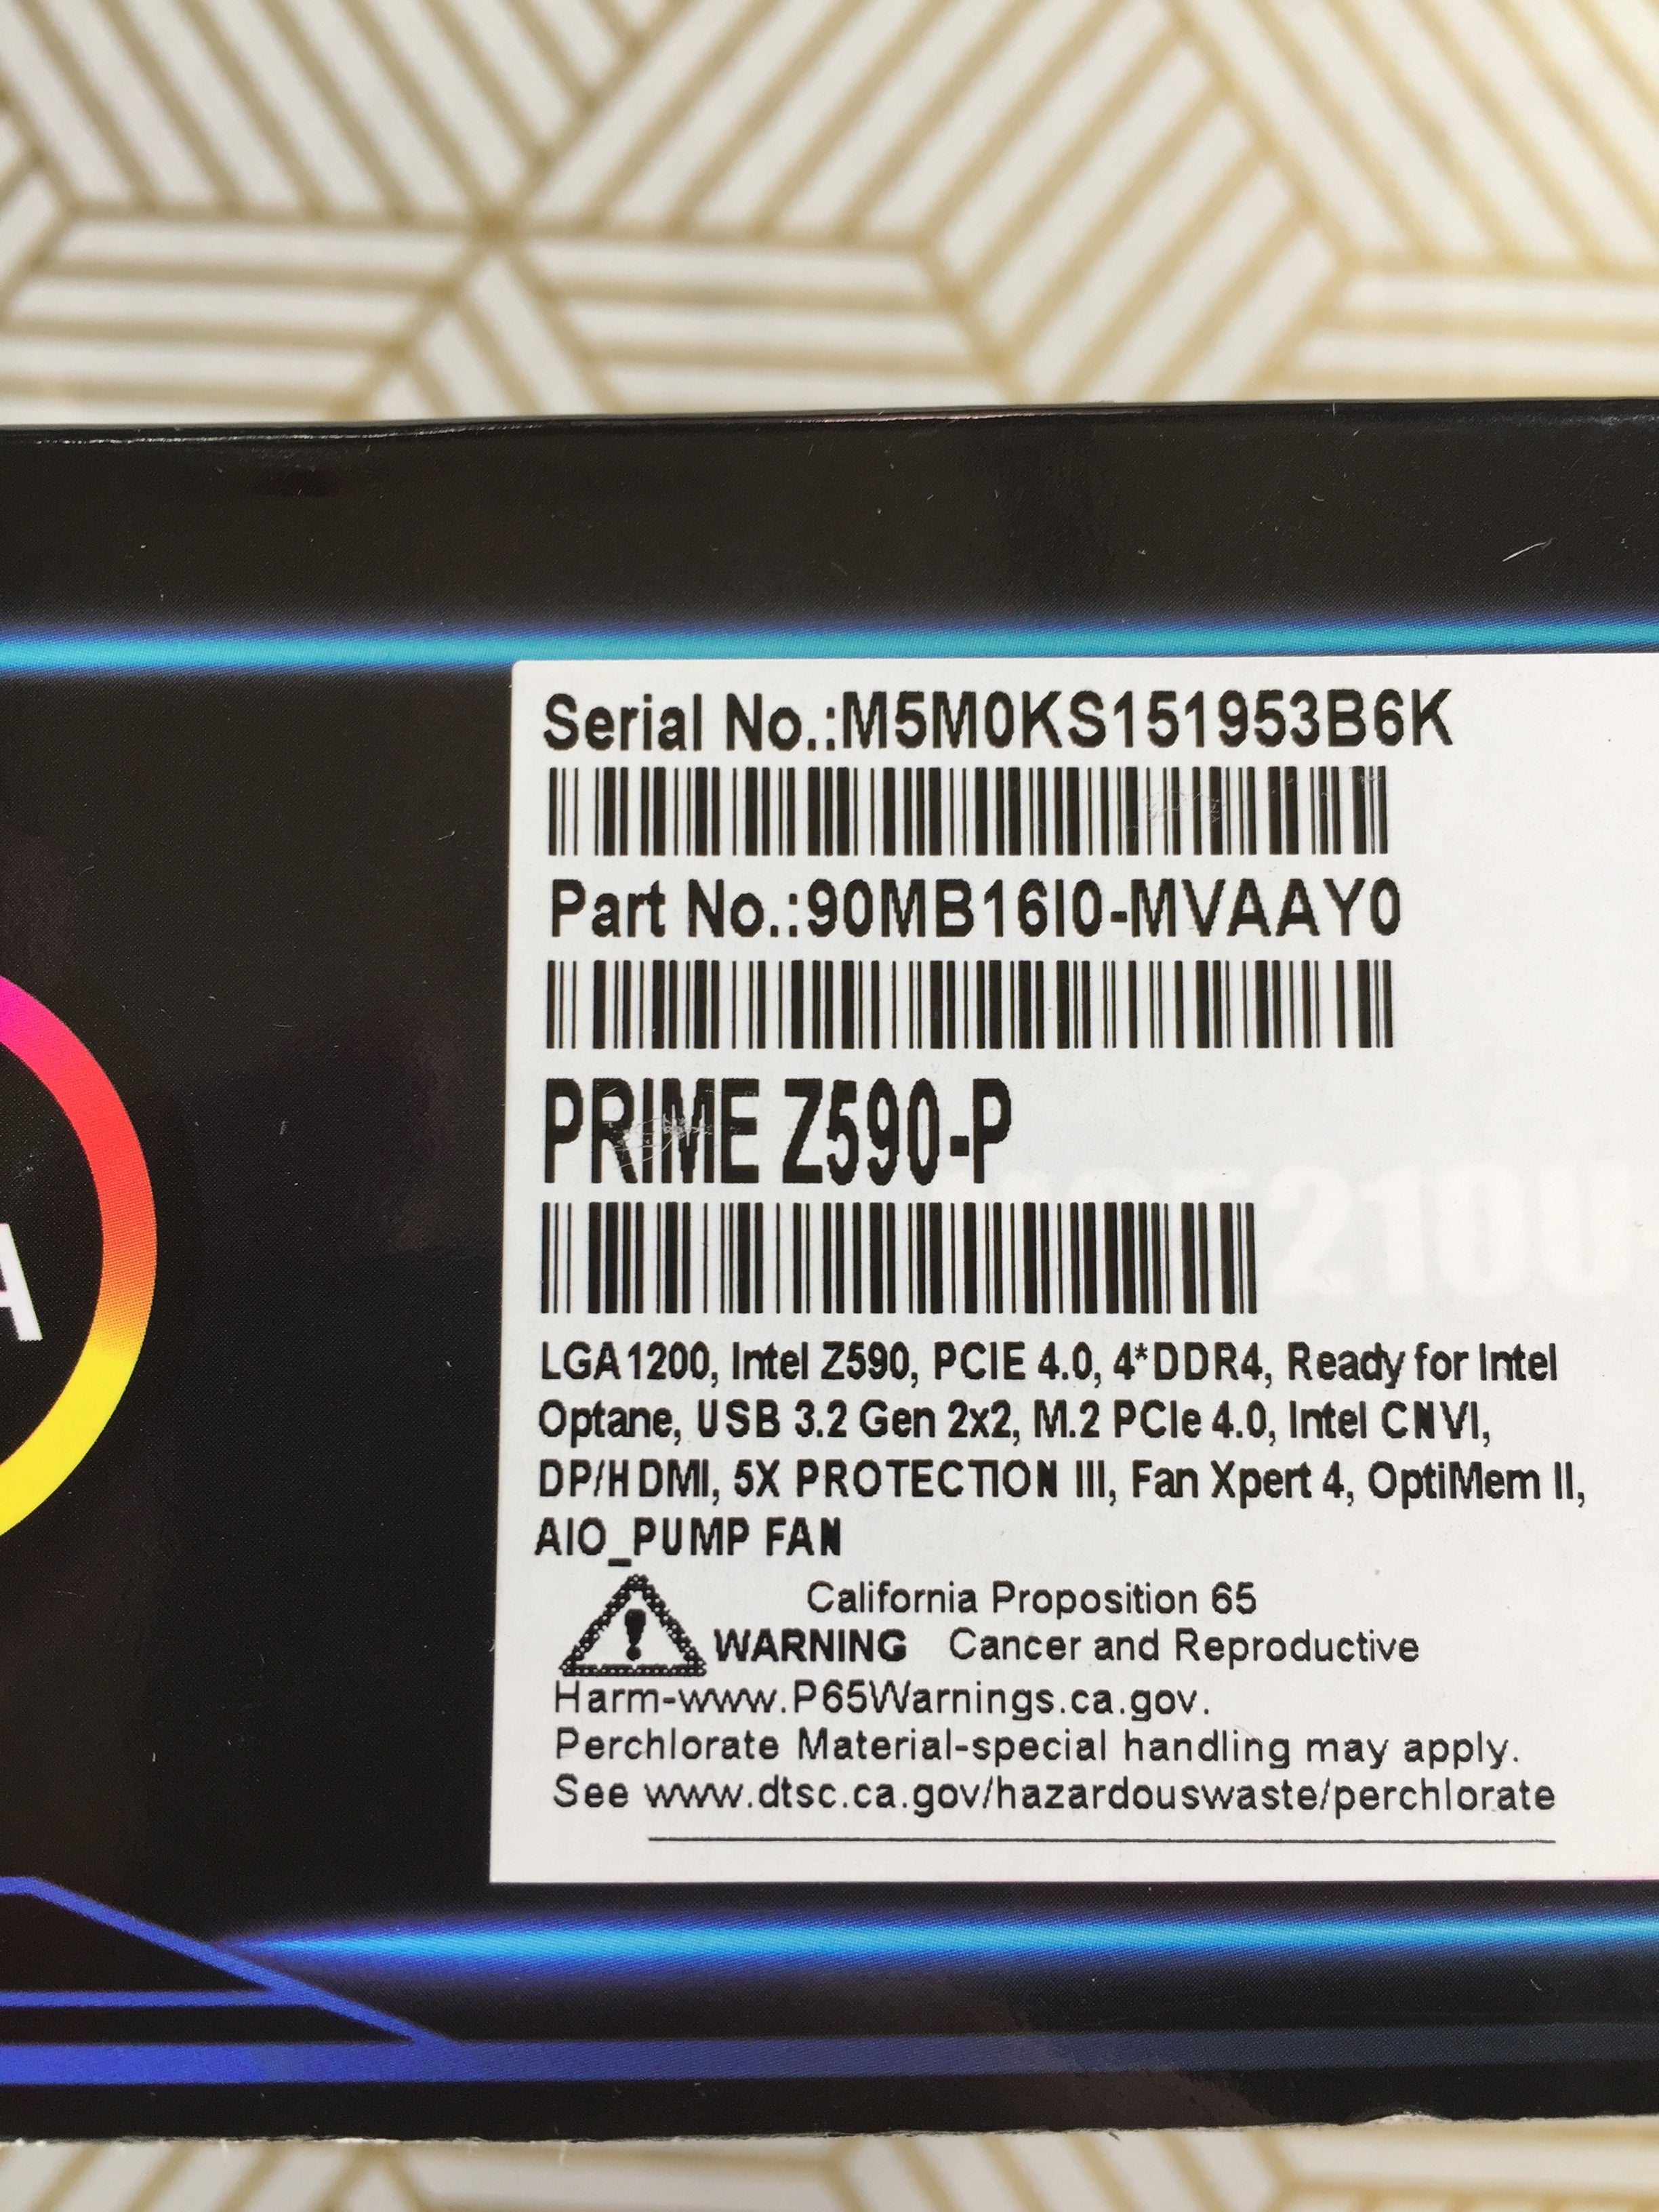 Serial No.:M5M0KS151953B6K
Part No.:90MB16I0-MVAAY0
PRIME Z590-P
LGA1200, Intel Z590, PCIE 4.0, 4*DDR4, Ready for Intel
Optane, USB 3.2 Gen 2x2, M.2 PCIe 4.0, Intel CNVI,
DP/HDMI, 5X PROTECTION III, Fan Xpert 4, OptiMem II,
AIO_PUMP FAN
California Proposition 65
WARNING Cancer and Reproductive
Harm-www.P65Warnings.ca.gov.
Perchlorate Material-special handling may apply.
See www.dtsc.ca.gov/hazardouswaste/perchlorate